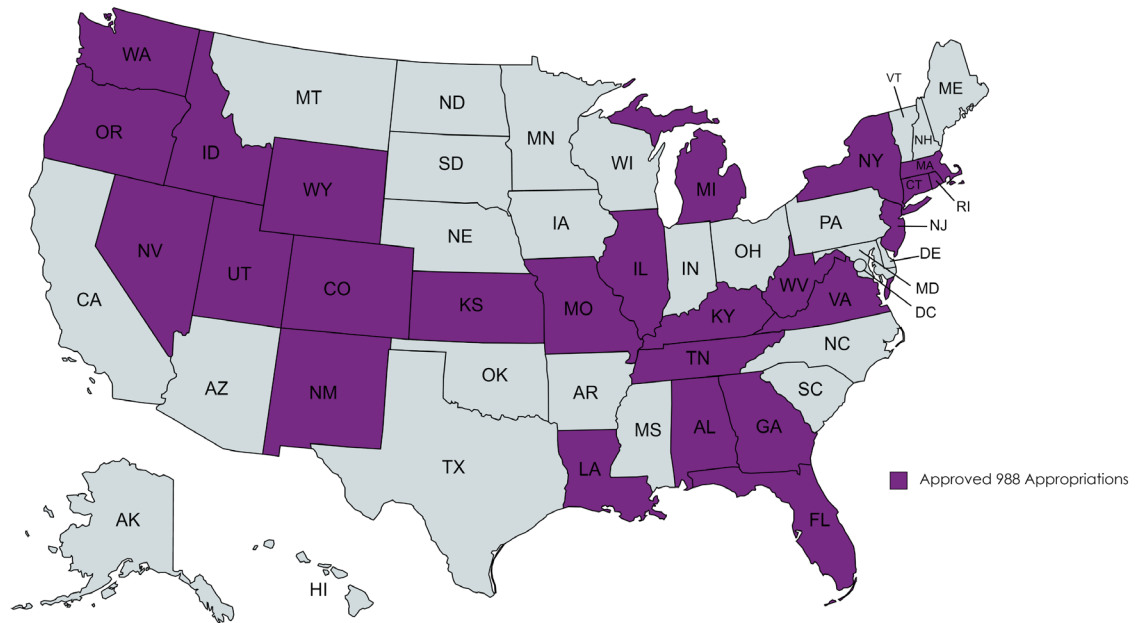 WA
MT
ND
MN
VT
ME
OR
ID
SD
WI
MI
NY
NH
MA
CT
RI
WY
NE
IA
PA
NJ
NV
UT
CO
KS
MO
IL
IN
OH
WV
VA
DE
MD
DC
CA
KY
NC
AZ
NM
OK
AR
TN
SC
TX
LA
MS
AL
GA
FL
Approved 988 Appropriations
AK
HI